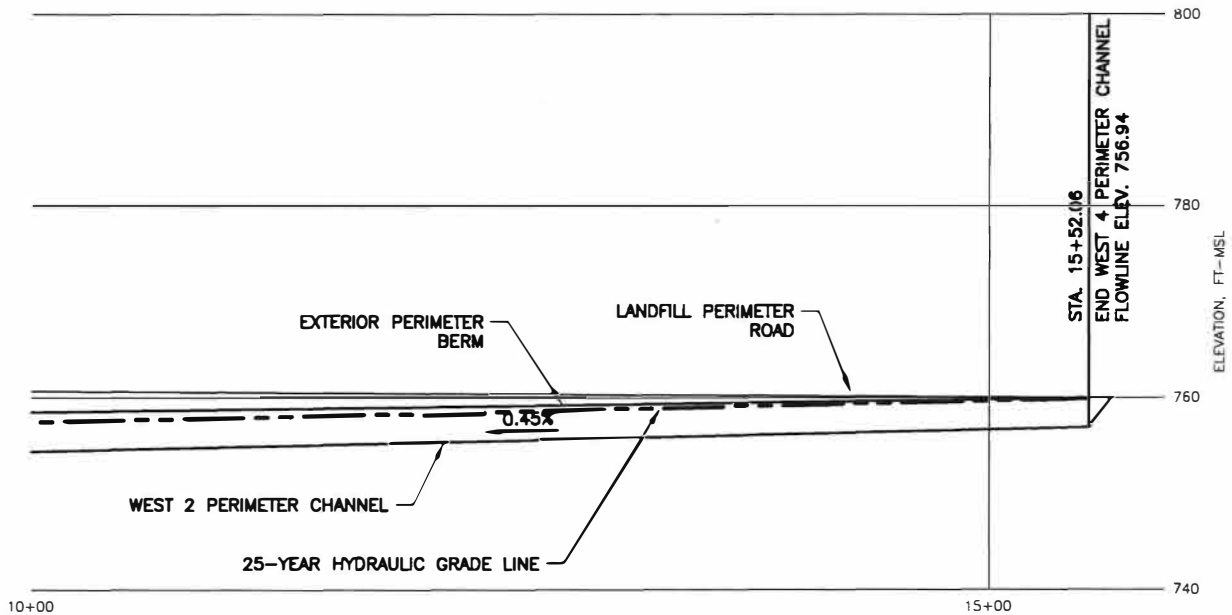 800
STA. 15+52.06
END WEST 4 PERIMETER CHANNEL
FLOWLINE ELEV. 756.94
780
ELEVATION, FT-MSL
EXTERIOR PERIMETER
BERM
LANDFILL PERIMETER
ROAD
760
0.45%
WEST 2 PERIMETER CHANNEL
25-YEAR HYDRAULIC GRADE LINE
740
10+00
15+00